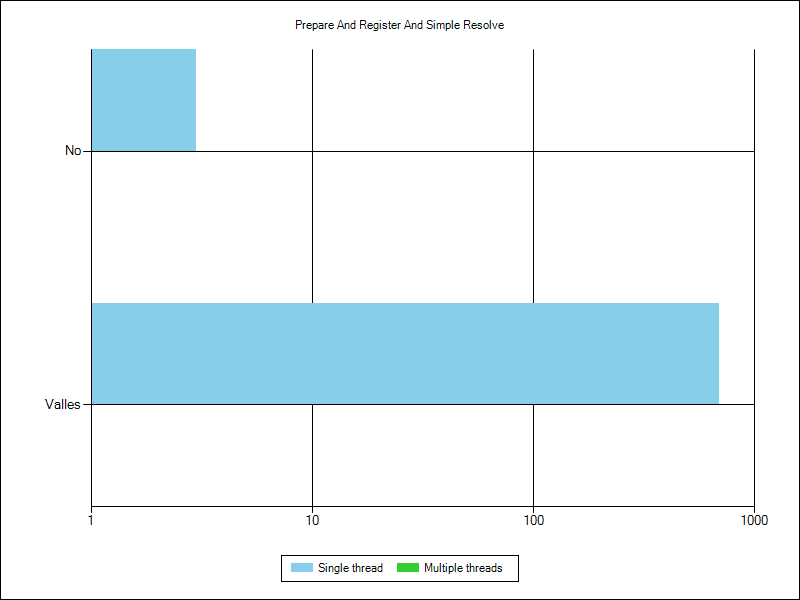 Prepare And Register And Simple Resolve
No
Valles
1 10 100 1000
Single thread Multiple threads